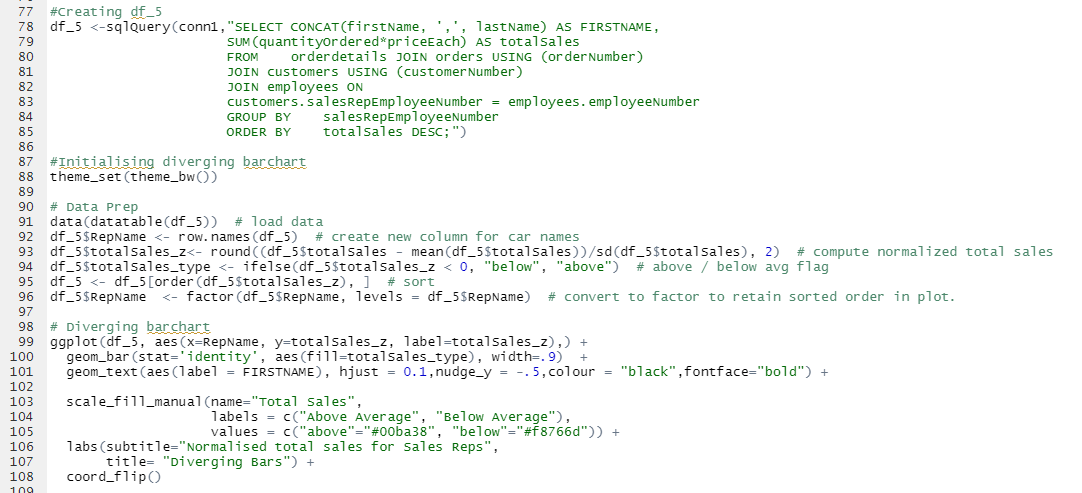 77 #Creating df_5
78 df_5 <-sqlQuery(conn1,"SELECT CONCAT(firstName, ',', lastName) AS FIRSTNAME,
79 SUM(quantityOrdered*priceEach) AS totalSales
80 FROM orderdetails JOIN orders USING (orderNumber)
81 JOIN customers USING (customerNumber)
82 JOIN employees ON
83 customers.salesRepEmployeeNumber = employees.employeeNumber
84 GROUP BY salesRepEmployeeNumber
85 ORDER BY totalSales DESC;")
86
87 #Initialising diverging barchart
88 theme_set(theme_bw())
89
90 # Data Prep
91 data(datatable(df_5)) # load data
92 df_5$RepName <- row.names(df_5) # create new column for car names
93 df_5$totalSales_z<- round((df_5$totalSales - mean(df_5$totalSales))/sd(df_5$totalSales), 2) # compute normalized total sales
94 df_5$totalSales_type <- ifelse(df_5$totalSales_z < 0, "below", "above") # above / below avg flag
95 df_5 <- df_5[order(df_5$totalSales_z), ] # sort
96 df_5$RepName <- factor(df_5$RepName, levels = df_5$RepName) # convert to factor to retain sorted order in plot.
97
98 # Diverging barchart
99 ggplot(df_5, aes(x=RepName, y=totalSales_z, label=totalSales_z),) +
100 geom_bar(stat='identity', aes(fill=totalSales_type), width=.9) +
101 geom_text(aes(label = FIRSTNAME), hjust = 0.1,nudge_y = -.5,colour = "black",fontface="bold") +
102
103 scale_fill_manual(name="Total Sales",
104 labels = c("Above Average", "Below Average"),
105 values = c("above"="#00ba38", "below"="#f8766d")) +
106 labs(subtitle="Normalised total sales for Sales Reps",
107 title= "Diverging Bars") +
108 coord_flip()
109